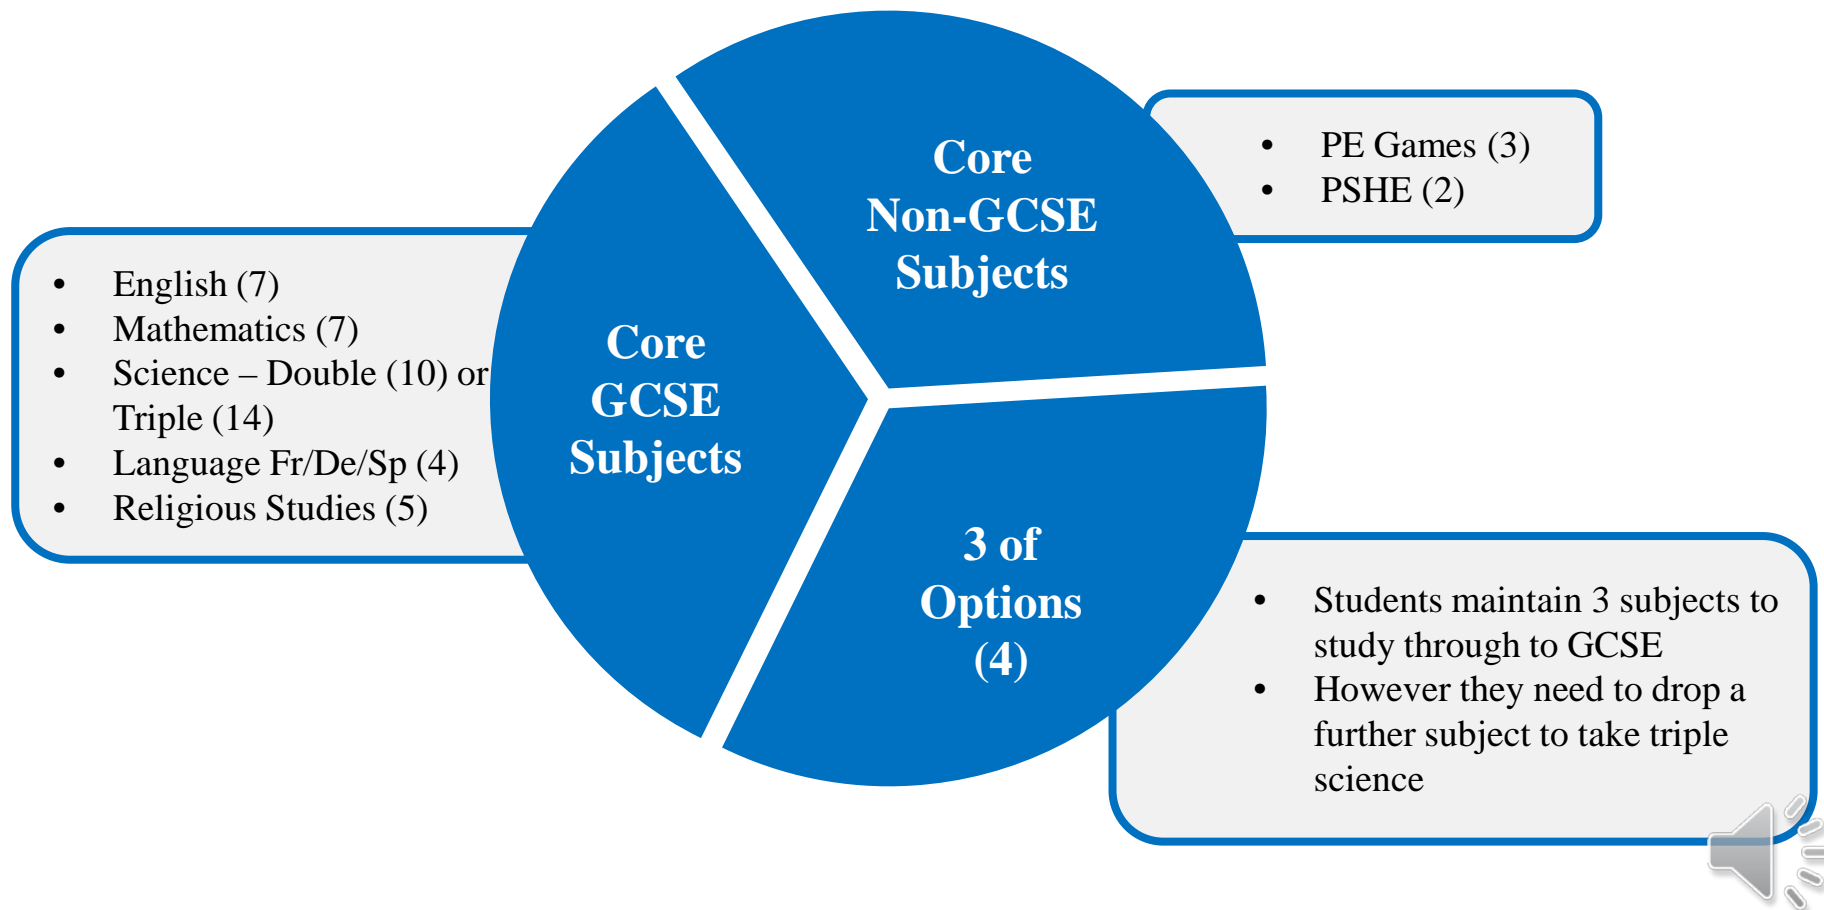 Core
Non-GCSE
Subjects
• PE Games (3)
• PSHE (2)
• English (7)
• Mathematics (7)
• Science – Double (10) or
Triple (14)
• Language Fr/De/Sp (4)
• Religious Studies (5)
Core
GCSE
Subjects
3 of
Options
(4)
• Students maintain 3 subjects to
study through to GCSE
• However they need to drop a
further subject to take triple
science